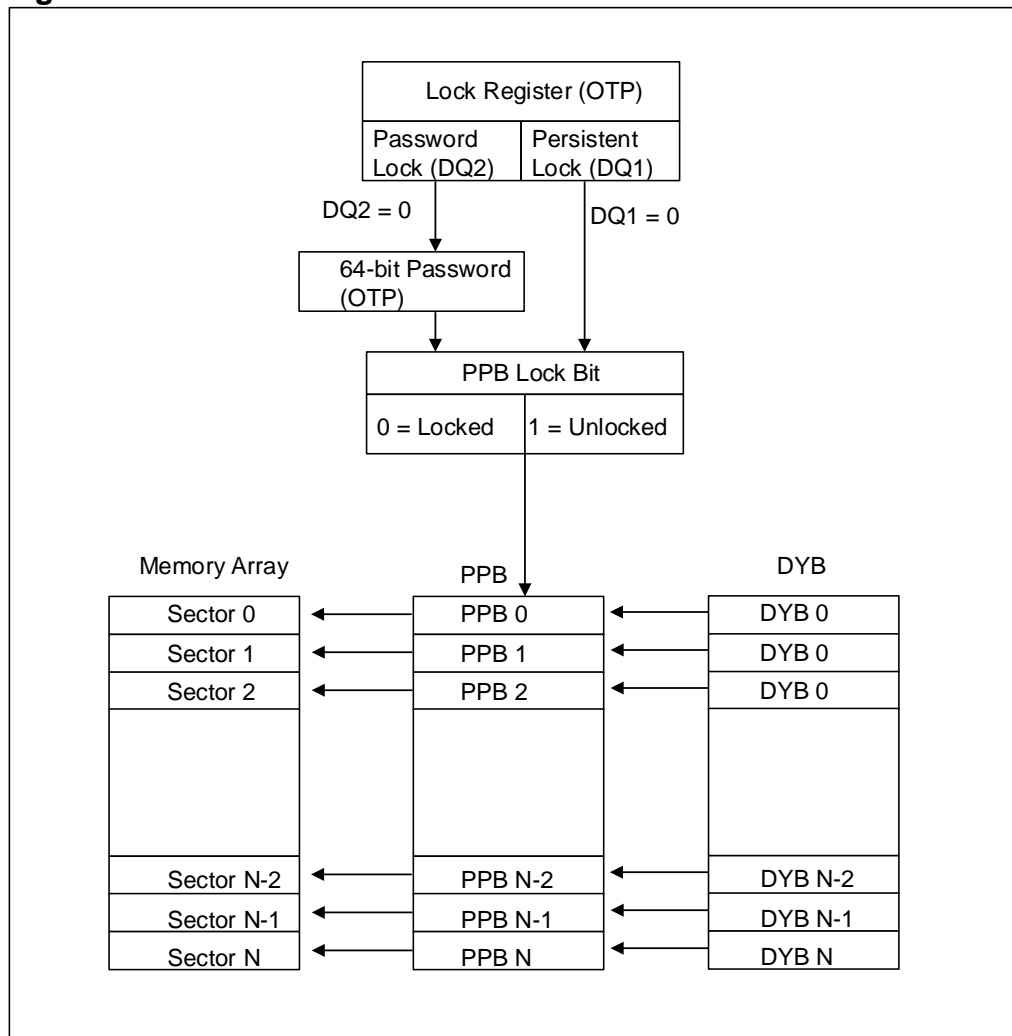 Lock Register (OTP)
Password
Lock (DQ2)
Persistent
Lock (DQ1)
DQ2 = 0
DQ1 = 0
64-bit Password
(OTP)
PPB Lock Bit
0 = Locked
1 = Unlocked
Memory Array
PPB
DYB
Sector 0
PPB 0
DYB 0
Sector 1
PPB 1
DYB 0
Sector 2
PPB 2
DYB 0
Sector N-2
PPB N-2
DYB N-2
Sector N-1
PPB N-1
DYB N-1
Sector N
PPB N
DYB N